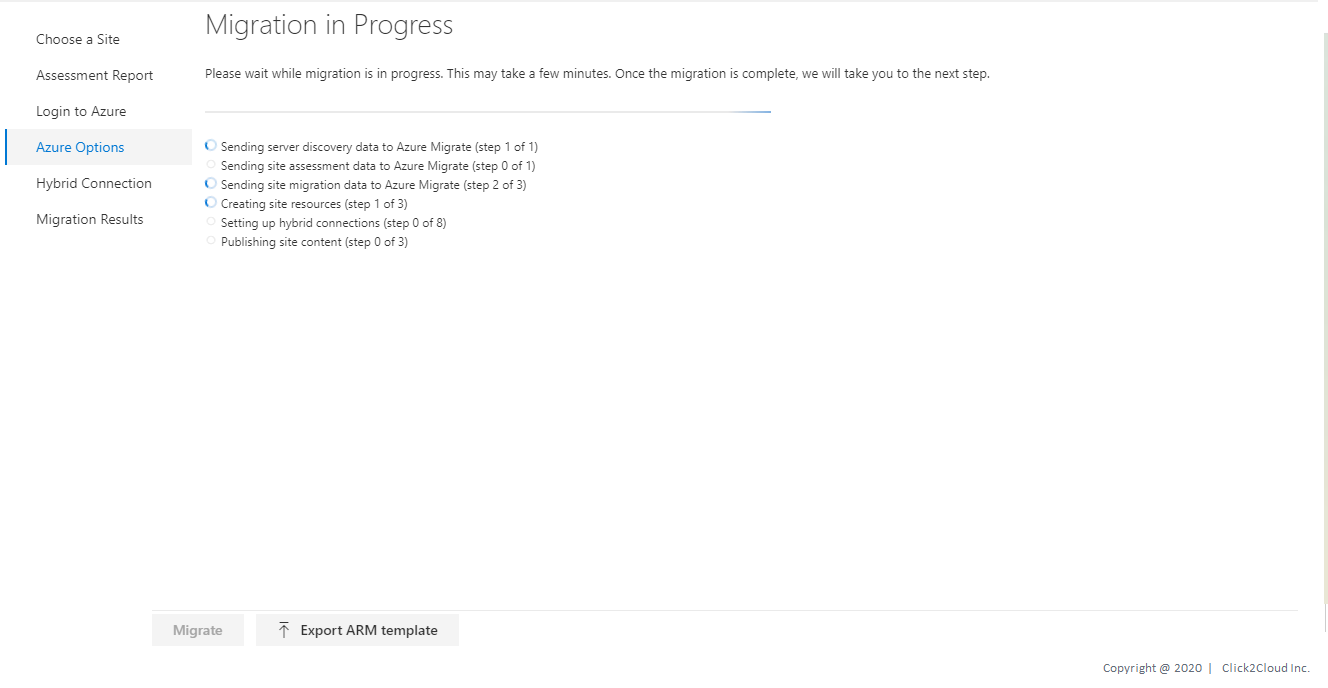 Migration in Progress
Choose a Site
Please wait while migration is in progress. This may take a few minutes. Once the migration is complete, we will take you to the next step.
Assessment Report
Login to Azure
Azure Options
Hybrid Connection
Migration Results
Sending server discovery data to Azure Migrate (step 1 of 1)
Sending site assessment data to Azure Migrate (step 0 of 1)
Sending site migration data to Azure Migrate (step 2 of 3)
Creating site resources (step 1 of 3)
Setting up hybrid connections (step 0 of 8)
Publishing site content (step 0 of 3)
Migrate
Export ARM template
Copyright @ 2020 | Click2Cloud Inc.